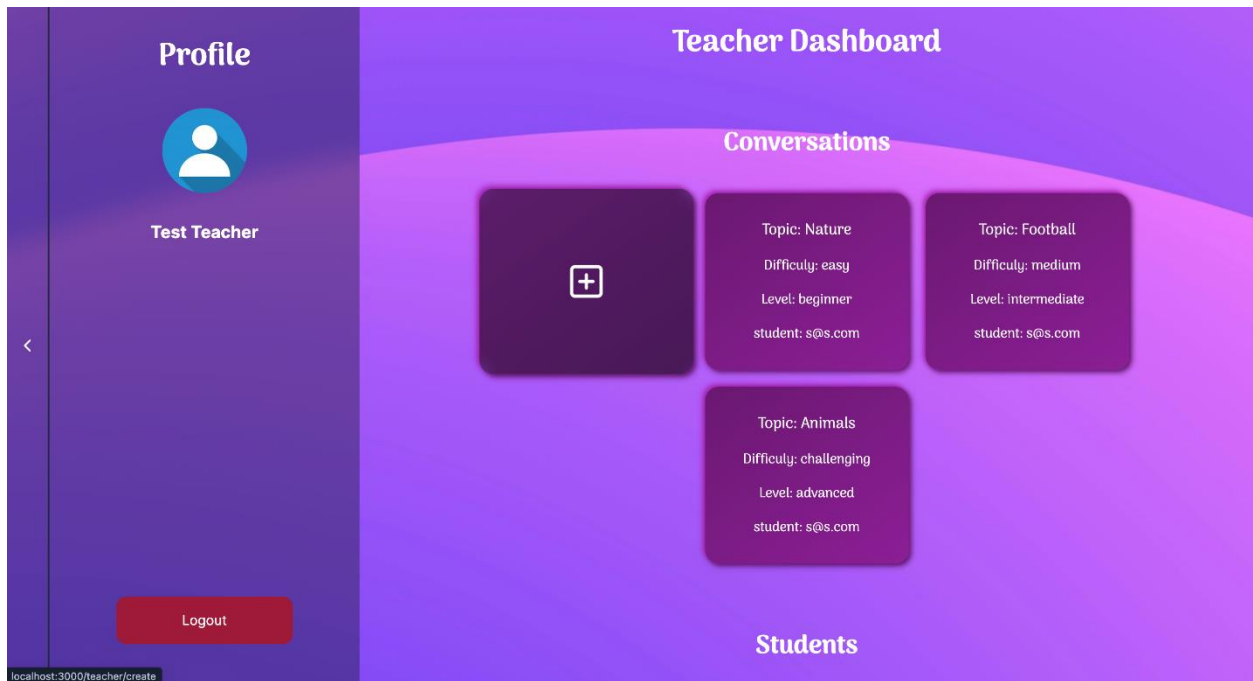 Profile
Test Teacher
Logout
localhost:3000/teacher/create
Teacher Dashboard
Conversations
Topic: Nature
Difficuly: easy
Level: beginner
student: s@s.com
Topic: Football
Difficuly: medium
Level: intermediate
student: s@s.com
Topic: Animals
Difficuly: challenging
Level: advanced
student: s@s.com
Students